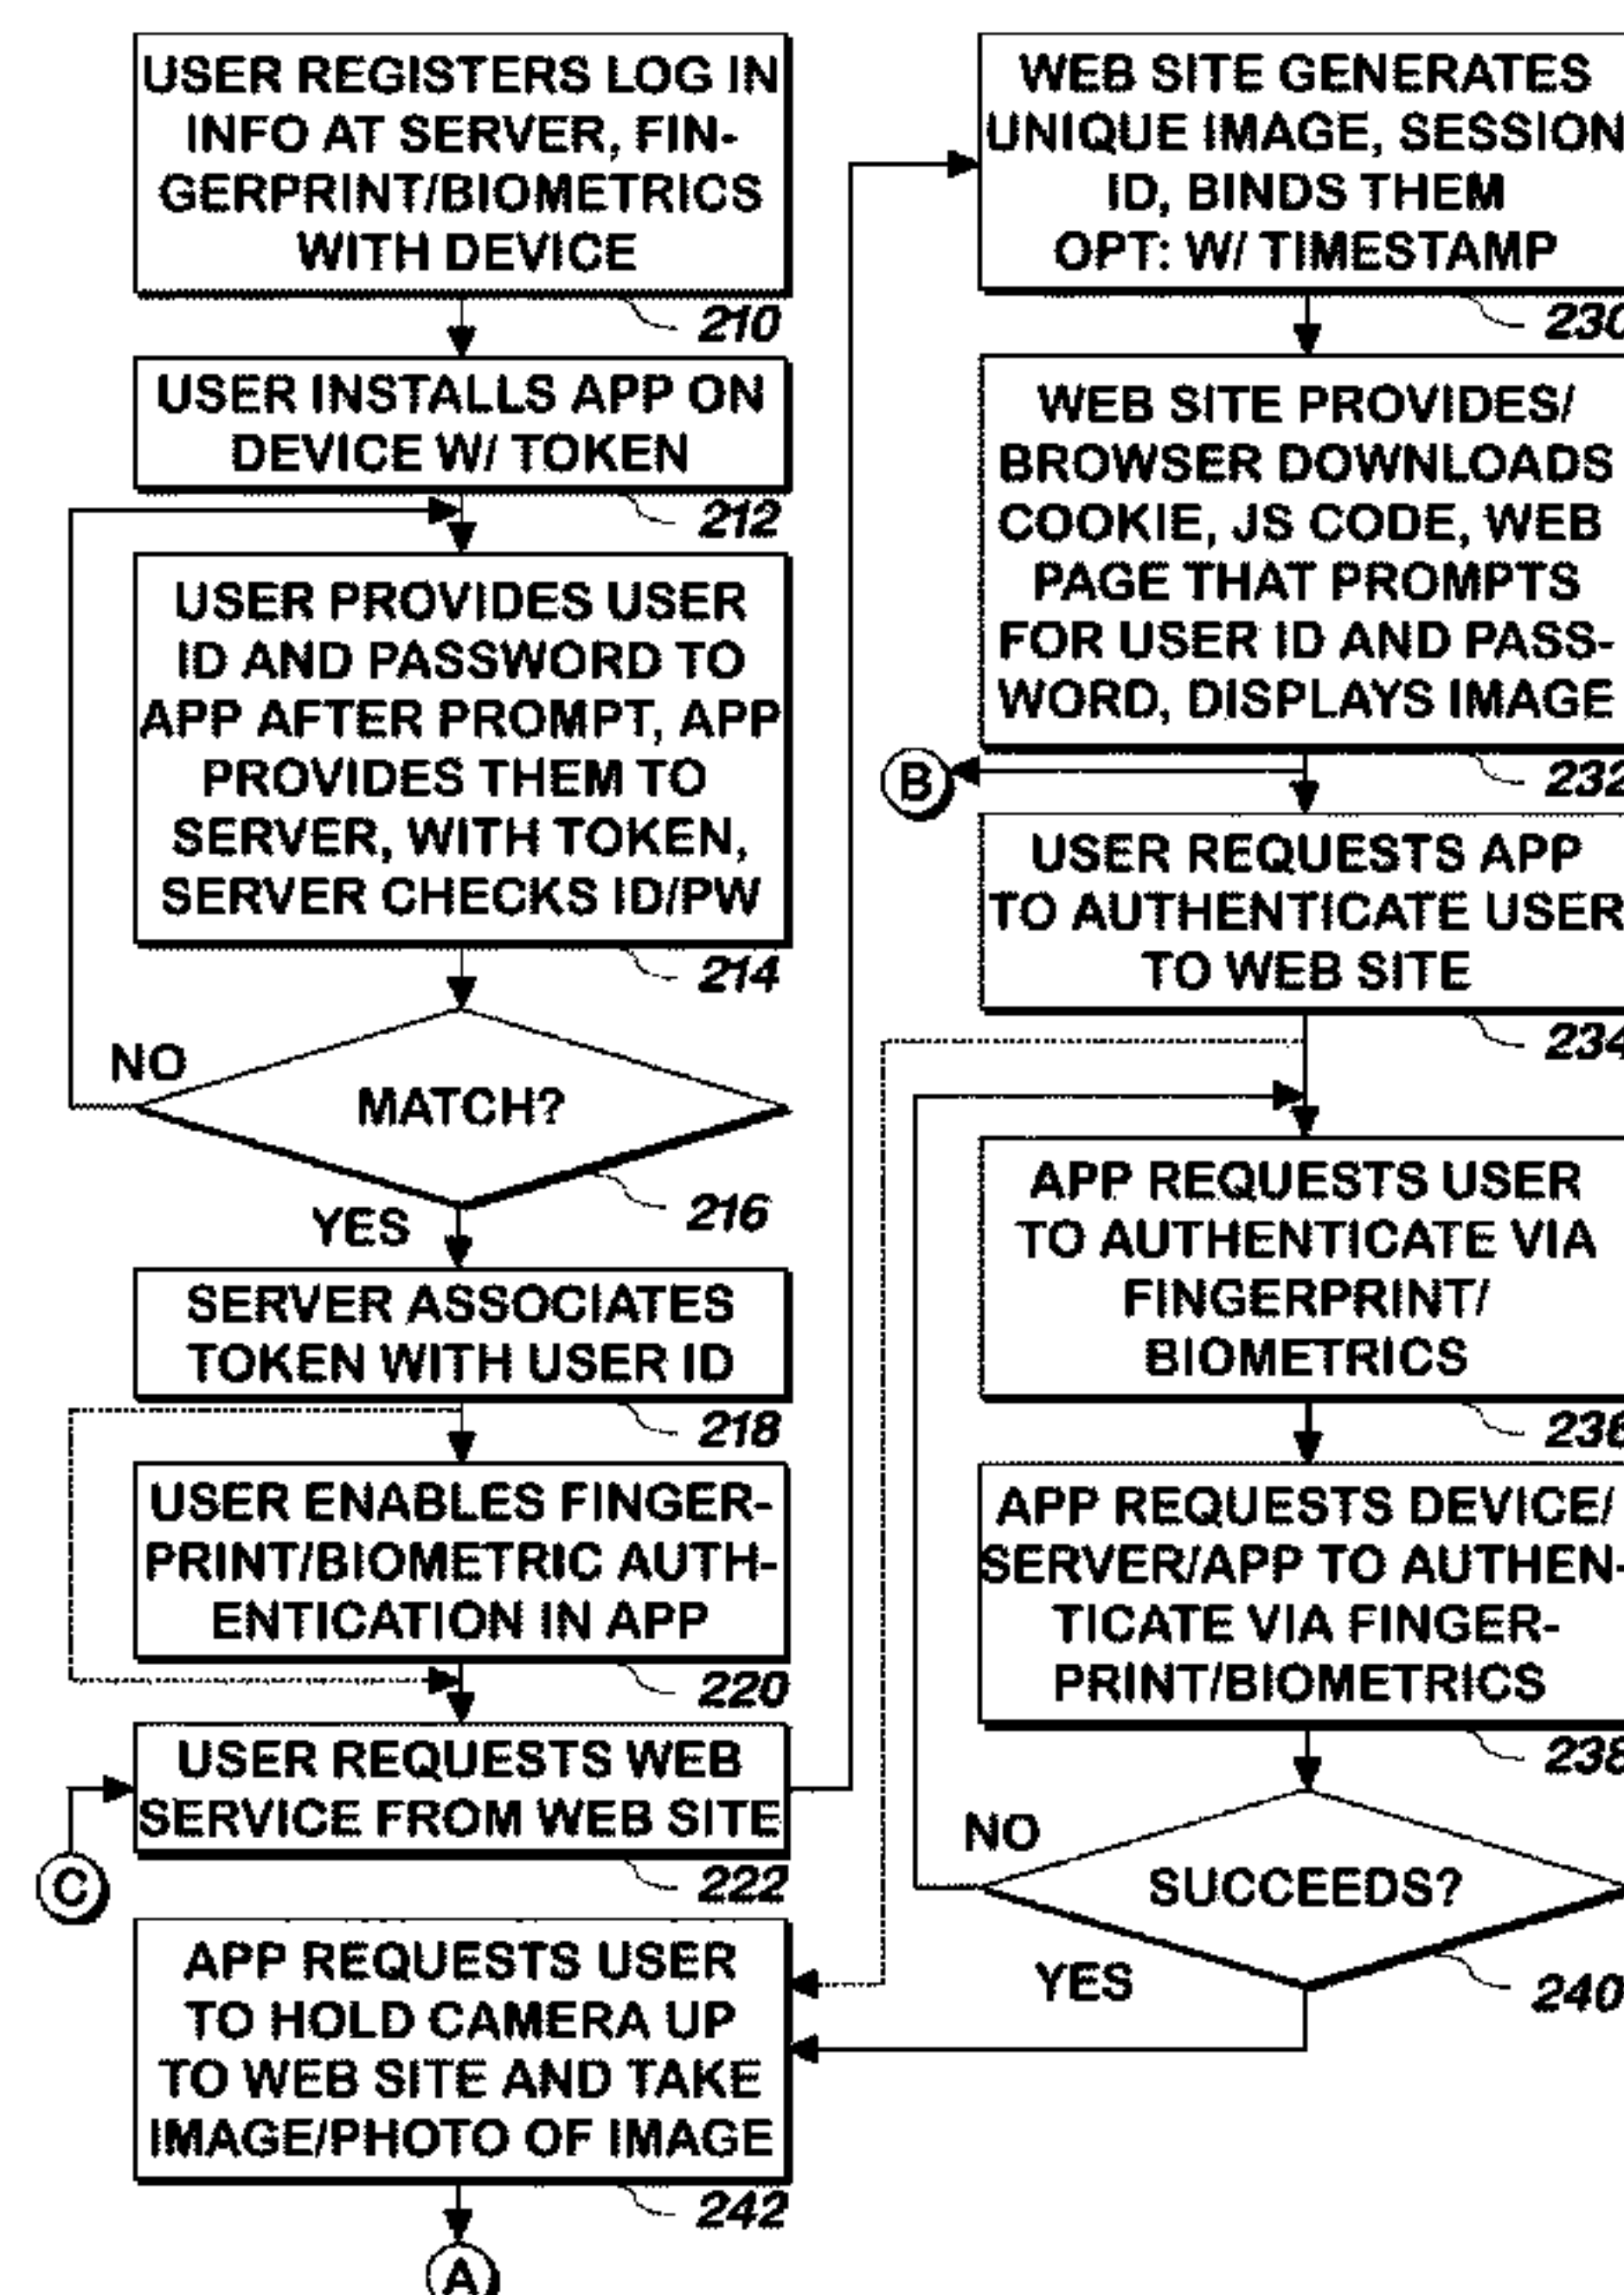 USER REGISTERS LOG IN
INFO AT SERVER, FIN-
GERPRINT/BIOMETRICS
WITH DEVICE
210
USER INSTALLS APP ON
DEVICE W/ TOKEN
212
USER PROVIDES USER
ID AND PASSWORD TO
APP AFTER PROMPT, APP
PROVIDES THEM TO
SERVER, WITH TOKEN,
SERVER CHECKS ID/PW
214
NO
MATCH?
216
YES
SERVER ASSOCIATES
TOKEN WITH USER ID
218
USER ENABLES FINGER-
PRINT/BIOMETRIC AUTH-
ENTICATION IN APP
220
USER REQUESTS WEB
SERVICE FROM WEB SITE
222
C
APP REQUESTS USER
TO HOLD CAMERA UP
TO WEB SITE AND TAKE
IMAGE/PHOTO OF IMAGE
242
A
WEB SITE GENERATES
UNIQUE IMAGE, SESSION
ID, BINDS THEM
OPT: W/ TIMESTAMP
230
WEB SITE PROVIDES/
BROWSER DOWNLOADS
COOKIE, JS CODE, WEB
PAGE THAT PROMPTS
FOR USER ID AND PASS-
WORD, DISPLAYS IMAGE
232
B
USER REQUESTS APP
TO AUTHENTICATE USER
TO WEB SITE
234
APP REQUESTS USER
TO AUTHENTICATE VIA
FINGERPRINT/
BIOMETRICS
236
APP REQUESTS DEVICE/
SERVER/APP TO AUTHEN-
TICATE VIA FINGER-
PRINT/BIOMETRICS
238
NO
SUCCEEDS?
240
YES